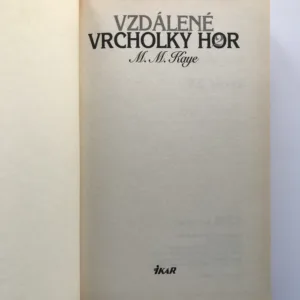 VZDÁLENÉ
VRCHOLKY HOR
M. M. Kaye
IKAR